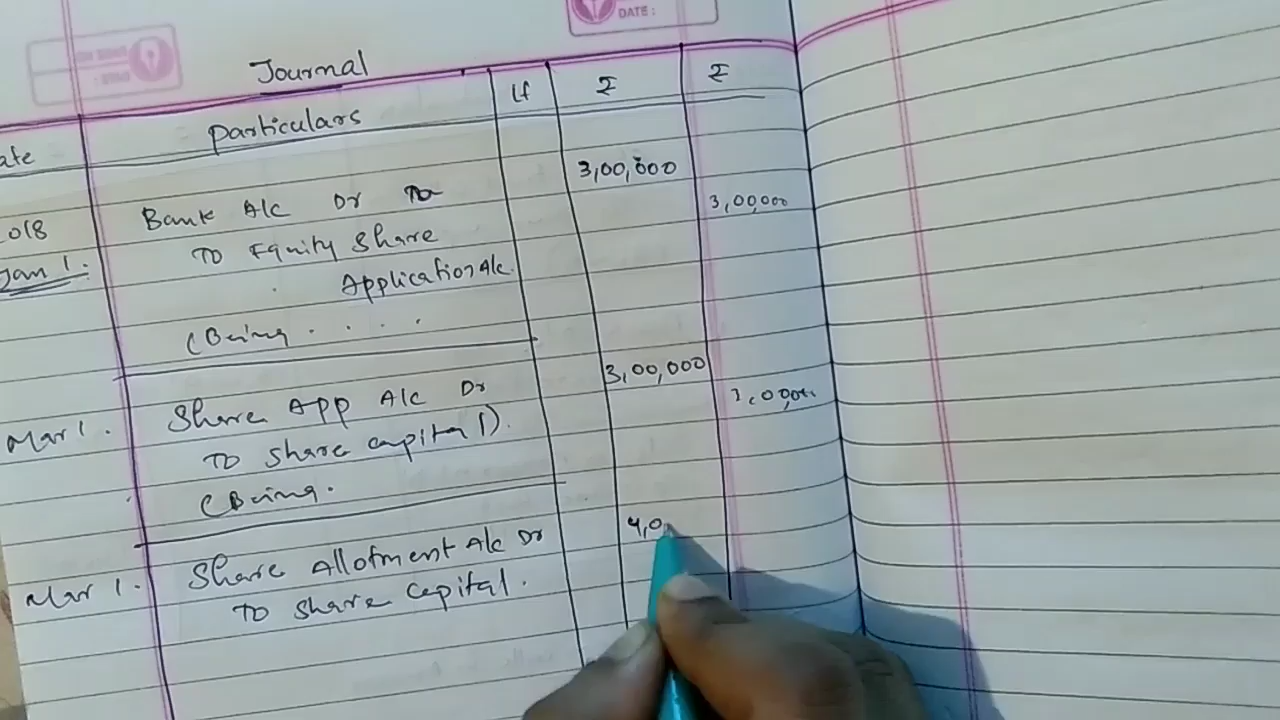 DATE :
Journal
ate Particulars Lf ₹ ₹
2018 Bank A/c Dr To 3,00,000
Jan 1. To Equity Share 3,00,000
Application A/c.
(Being . . . .
Mar 1. Share App A/c Dr 3,00,000
To share capital).
(Being.
Mar 1. Share Allotment A/c Dr 4,0
To share capital.